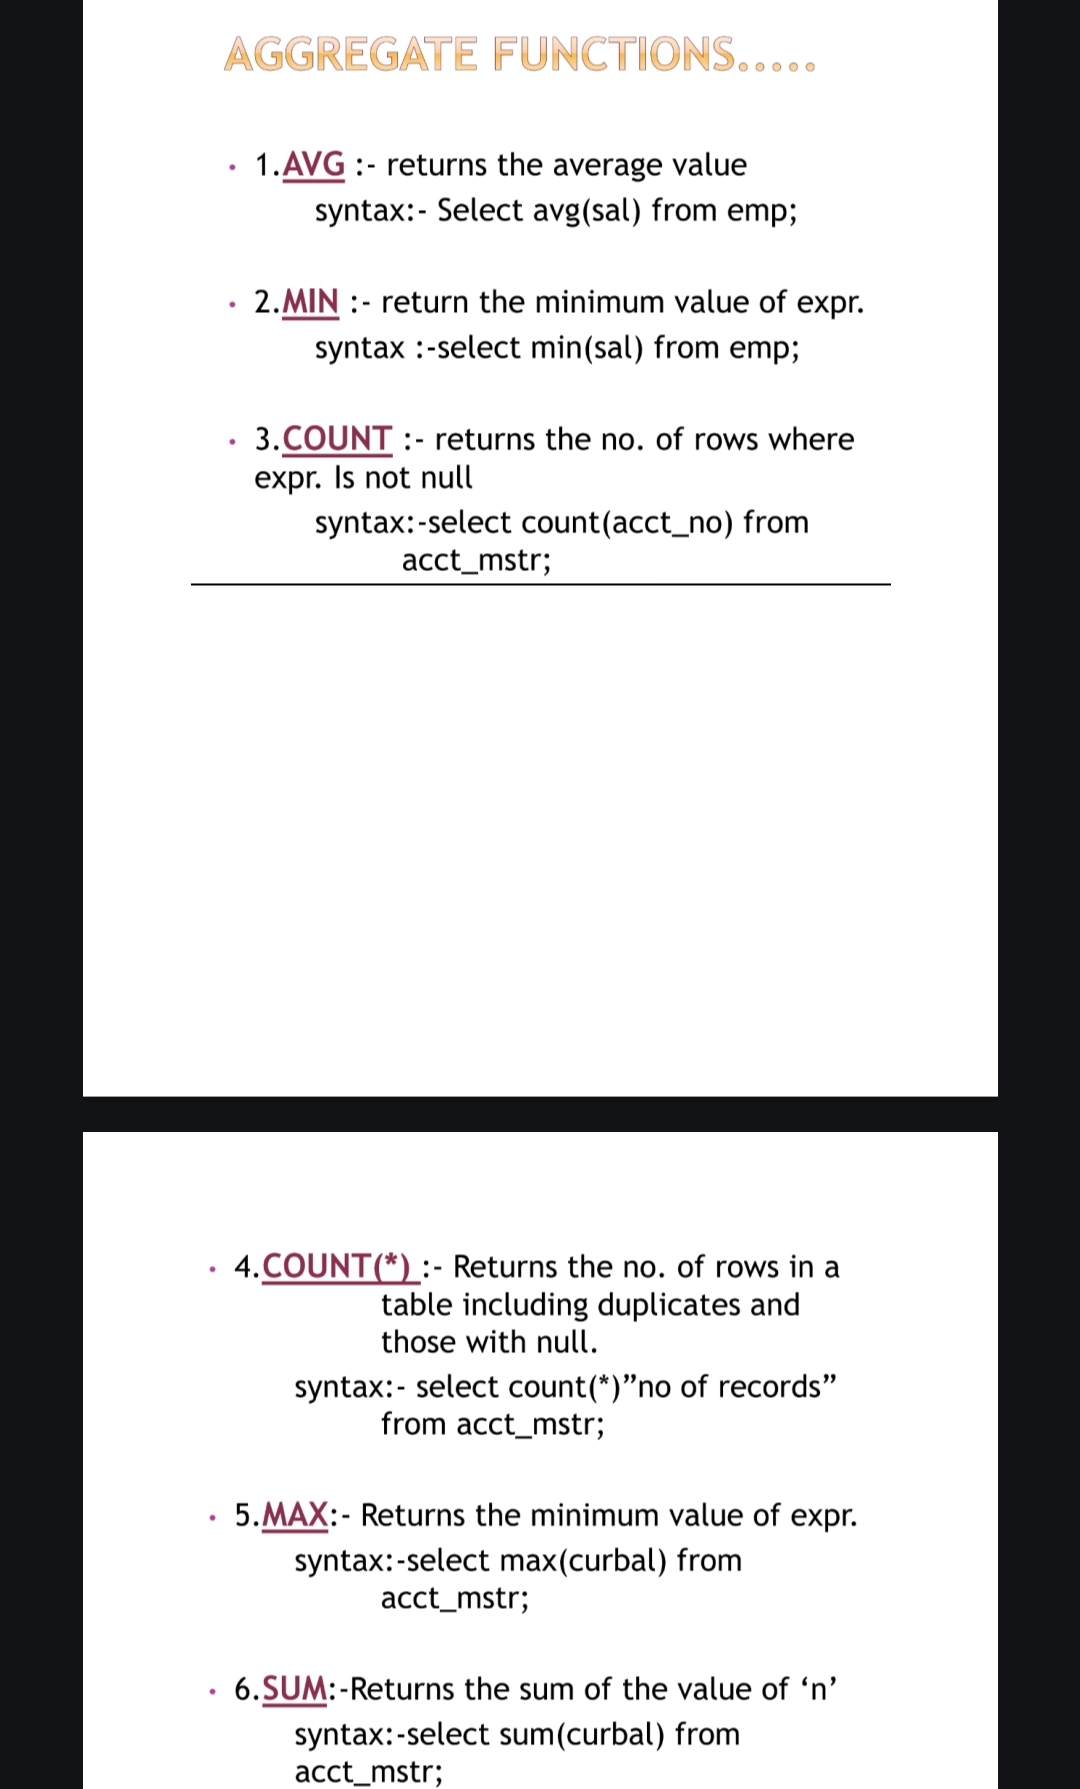 AGGREGATE FUNCTIONS.....
• 1.AVG :- returns the average value
syntax:- Select avg(sal) from emp;
• 2.MIN :- return the minimum value of expr.
syntax :-select min(sal) from emp;
• 3.COUNT :- returns the no. of rows where
expr. Is not null
syntax:-select count(acct_no) from
acct_mstr;
• 4.COUNT(*) :- Returns the no. of rows in a
table including duplicates and
those with null.
syntax:- select count(*)”no of records”
from acct_mstr;
• 5.MAX:- Returns the minimum value of expr.
syntax:-select max(curbal) from
acct_mstr;
• 6.SUM:-Returns the sum of the value of ‘n’
syntax:-select sum(curbal) from
acct_mstr;